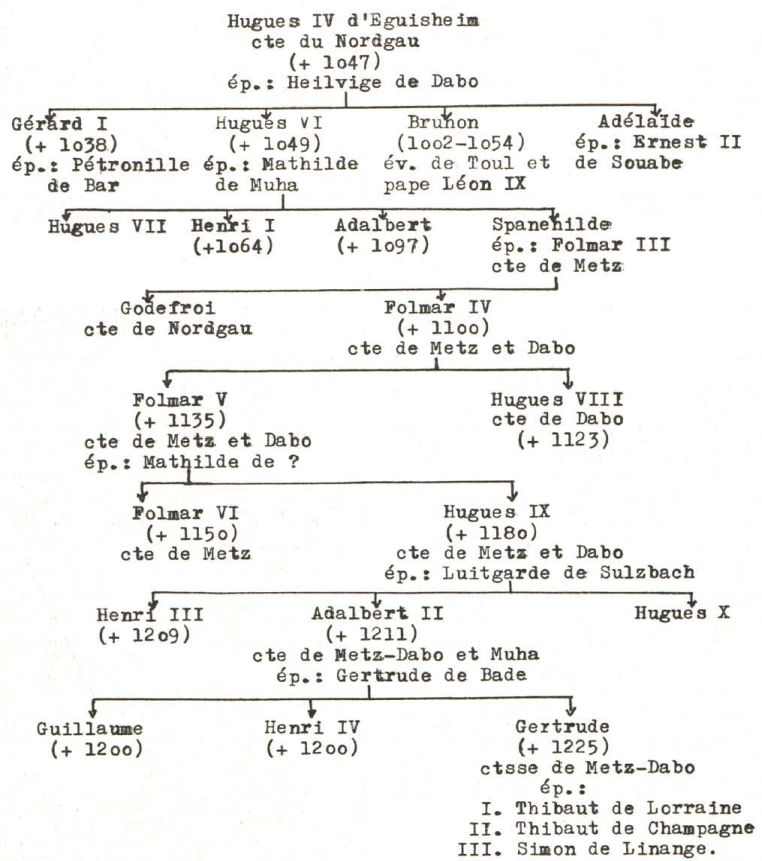 Hugues IV d'Eguisheim
cte du Nordgau
(+ 1o47)
ép.: Heilvige de Dabo
Gérard I Hugues VI Brunon Adélaïde
(+ 1o38) (+ 1o49) (1oo2-1o54) ép.: Ernest II
ép.: Pétronille ép.: Mathilde év. de Toul et de Souabe
de Bar de Muha pape Léon IX
Hugues VII Henri I Adalbert Spanehilde
(+1o64) (+ 1o97) ép.: Folmar III
cte de Metz
Godefroi Folmar IV
cte de Nordgau (+ 11oo)
cte de Metz et Dabo
Folmar V Hugues VIII
(+ 1135) cte de Dabo
cte de Metz et Dabo (+ 1123)
ép.: Mathilde de ?
Folmar VI Hugues IX
(+ 115o) (+ 118o)
cte de Metz cte de Metz et Dabo
ép.: Luitgarde de Sulzbach
Henri III Adalbert II Hugues X
(+ 12o9) (+ 1211)
cte de Metz-Dabo et Muha
ép.: Gertrude de Bade
Guillaume Henri IV Gertrude
(+ 12oo) (+ 12oo) (+ 1225)
ctsse de Metz-Dabo
ép.:
I. Thibaut de Lorraine
II. Thibaut de Champagne
III. Simon de Linange.